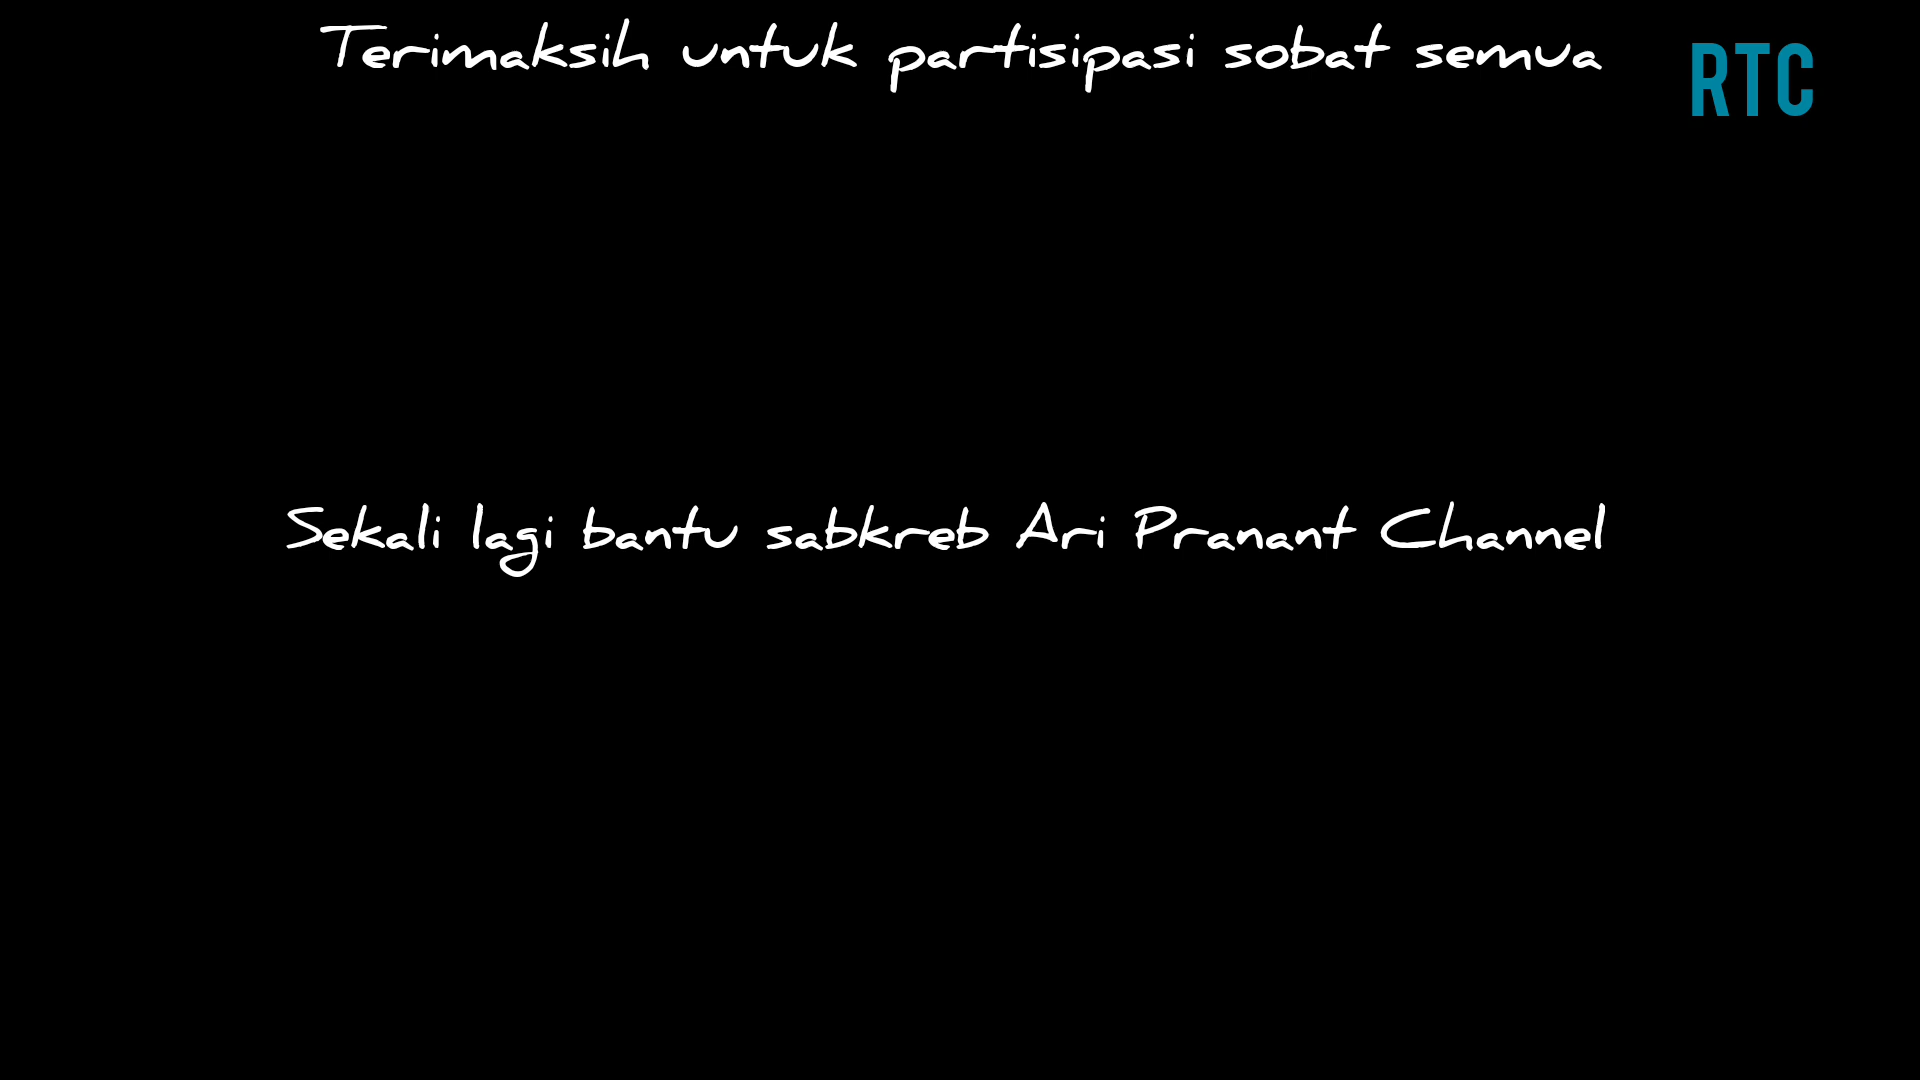 Terimaksih untuk partisipasi sobat semua
RTC
Sekali lagi bantu sabkreb Ari Pranant Channel